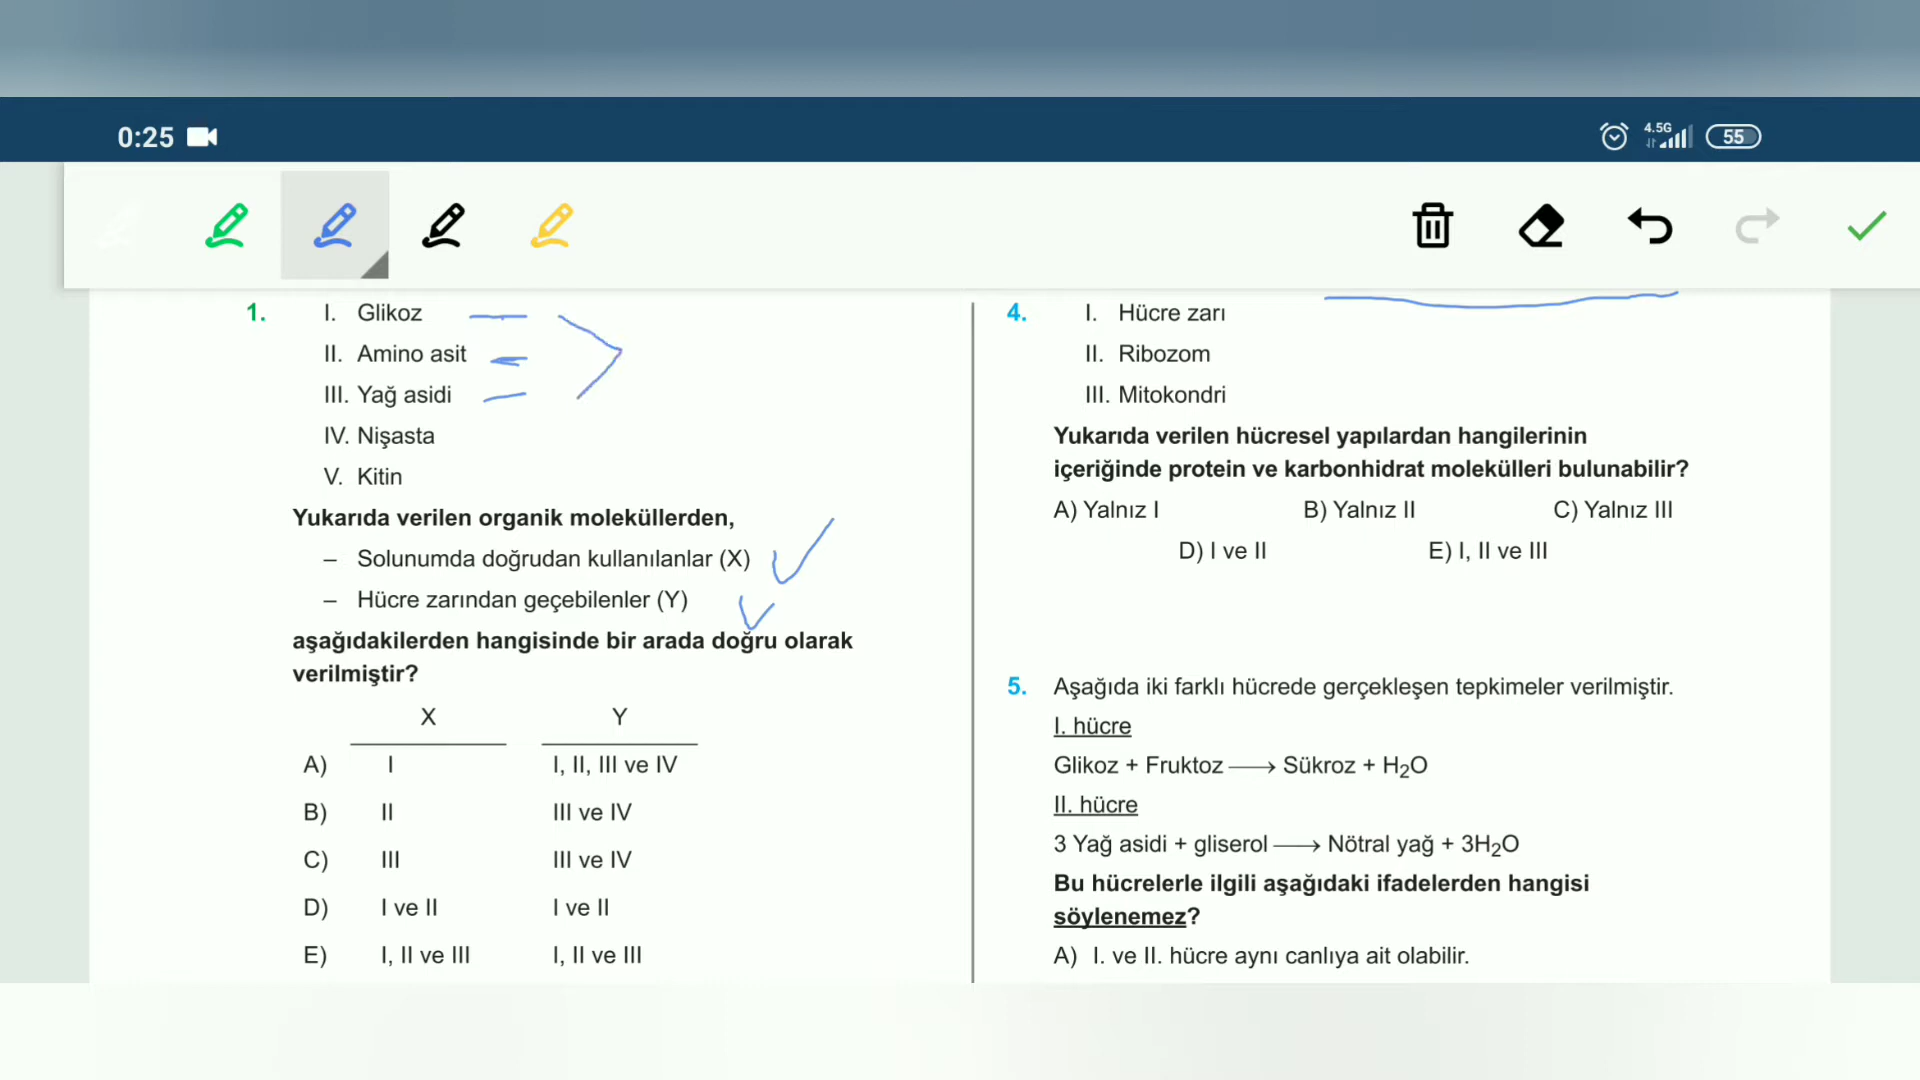 0:25
4.5G
55
1.
I. Glikoz
II. Amino asit
III. Yağ asidi
IV. Nişasta
V. Kitin
Yukarıda verilen organik moleküllerden,
– Solunumda doğrudan kullanılanlar (X)
– Hücre zarından geçebilenler (Y)
aşağıdakilerden hangisinde bir arada doğru olarak
verilmiştir?
X Y
A) I I, II, III ve IV
B) II III ve IV
C) III III ve IV
D) I ve II I ve II
E) I, II ve III I, II ve III
4.
I. Hücre zarı
II. Ribozom
III. Mitokondri
Yukarıda verilen hücresel yapılardan hangilerinin
içeriğinde protein ve karbonhidrat molekülleri bulunabilir?
A) Yalnız I B) Yalnız II C) Yalnız III
D) I ve II E) I, II ve III
5. Aşağıda iki farklı hücrede gerçekleşen tepkimeler verilmiştir.
I. hücre
Glikoz + Fruktoz ⟶ Sükroz + H₂O
II. hücre
3 Yağ asidi + gliserol ⟶ Nötral yağ + 3H₂O
Bu hücrelerle ilgili aşağıdaki ifadelerden hangisi
söylenemez?
A) I. ve II. hücre aynı canlıya ait olabilir.